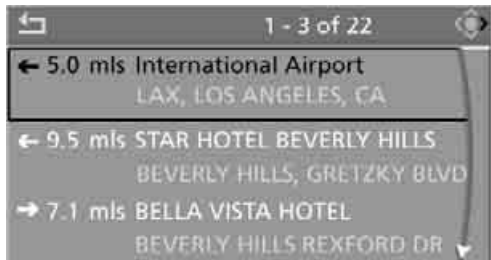 1 - 3 of 22
← 5.0 mls International Airport
LAX, LOS ANGELES, CA
← 9.5 mls STAR HOTEL BEVERLY HILLS
BEVERLY HILLS, GRETZKY BLVD
→ 7.1 mls BELLA VISTA HOTEL
BEVERLY HILLS REXFORD DR